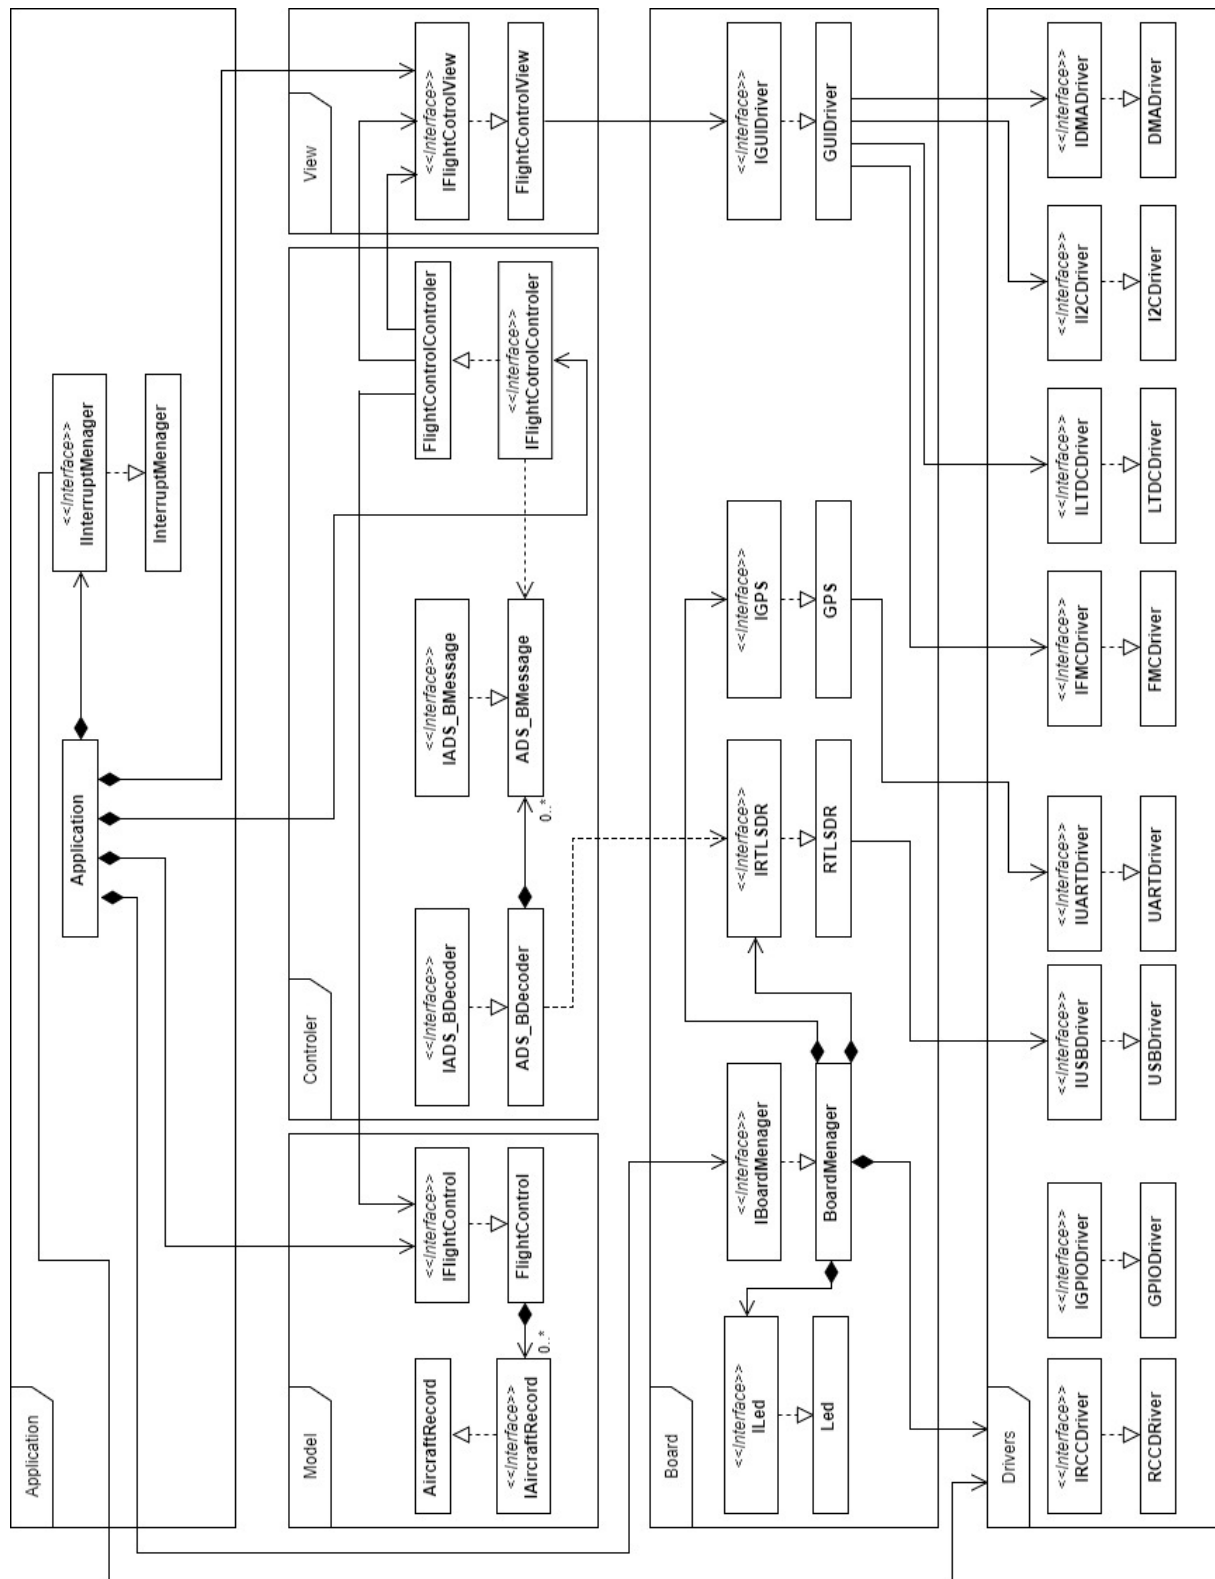 Application
Application
<<Interface>>
IInterruptMenager
InterruptMenager
Model
AircraftRecord
<<Interface>>
IAircraftRecord
0..*
<<Interface>>
IFlightControl
FlightControl
Controler
<<Interface>>
IADS_BDecoder
ADS_BDecoder
0..*
<<Interface>>
IADS_BMessage
ADS_BMessage
FlightControlControler
<<Interface>>
IFlightCotrolControler
View
<<Interface>>
IFlightCotrolView
FlightControlView
Board
<<Interface>>
ILed
Led
<<Interface>>
IBoardMenager
BoardMenager
<<Interface>>
IRTLSDR
RTLSDR
<<Interface>>
IGPS
GPS
<<Interface>>
IGUIDriver
GUIDriver
Drivers
<<Interface>>
IRCCDriver
RCCDRiver
<<Interface>>
IGPIODriver
GPIODriver
<<Interface>>
IUSBDriver
USBDriver
<<Interface>>
IUARTDriver
UARTDriver
<<Interface>>
IFMCDriver
FMCDriver
<<Interface>>
ILTDCDriver
LTDCDriver
<<Interface>>
II2CDriver
I2CDriver
<<Interface>>
IDMADriver
DMADriver